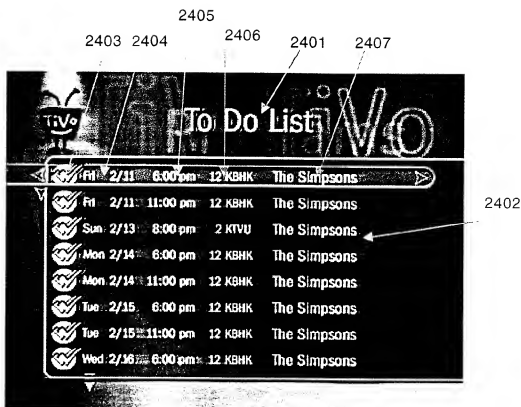 2405
2403 2404 2406 2401 2407
TiVo
TiVo
To Do List
Fri 2/11 6:00 pm 12 KBHK The Simpsons
Fri 2/11 11:00 pm 12 KBHK The Simpsons
2402
Sun 2/13 8:00 pm 2 KTVU The Simpsons
Mon 2/14 6:00 pm 12 KBHK The Simpsons
Mon 2/14 11:00 pm 12 KBHK The Simpsons
Tue 2/15 6:00 pm 12 KBHK The Simpsons
Tue 2/15 11:00 pm 12 KBHK The Simpsons
Wed 2/16 6:00 pm 12 KBHK The Simpsons